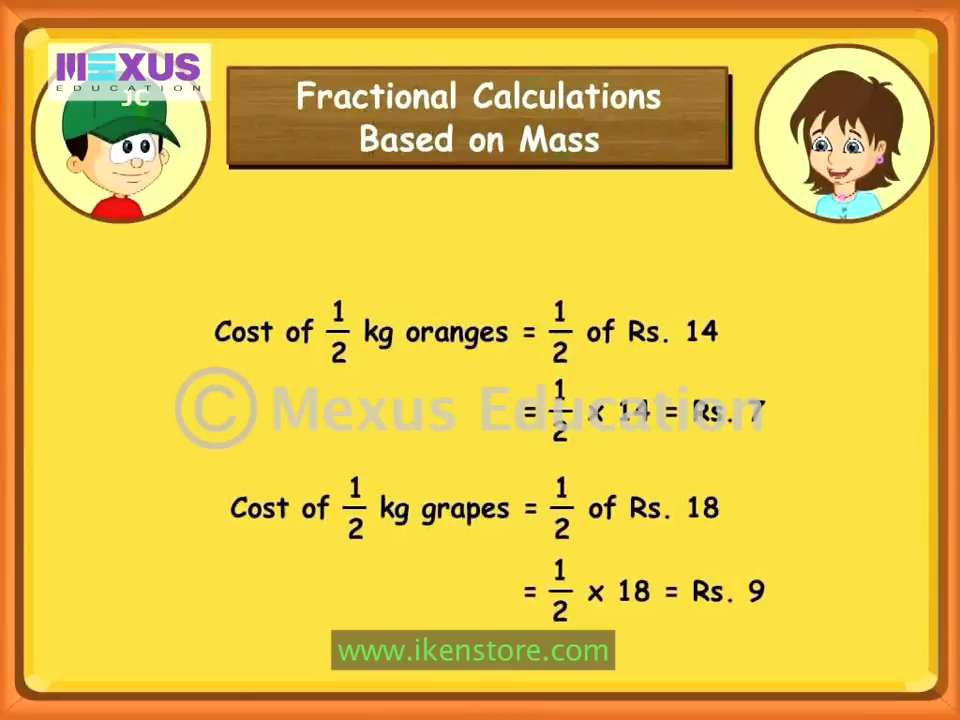 MEXUS
EDUCATION
JC
Fractional Calculations
Based on Mass
Cost of 1/2 kg oranges = 1/2 of Rs. 14
= 1/2 x 14 = Rs. 7
© Mexus Education
Cost of 1/2 kg grapes = 1/2 of Rs. 18
= 1/2 x 18 = Rs. 9
www.ikenstore.com